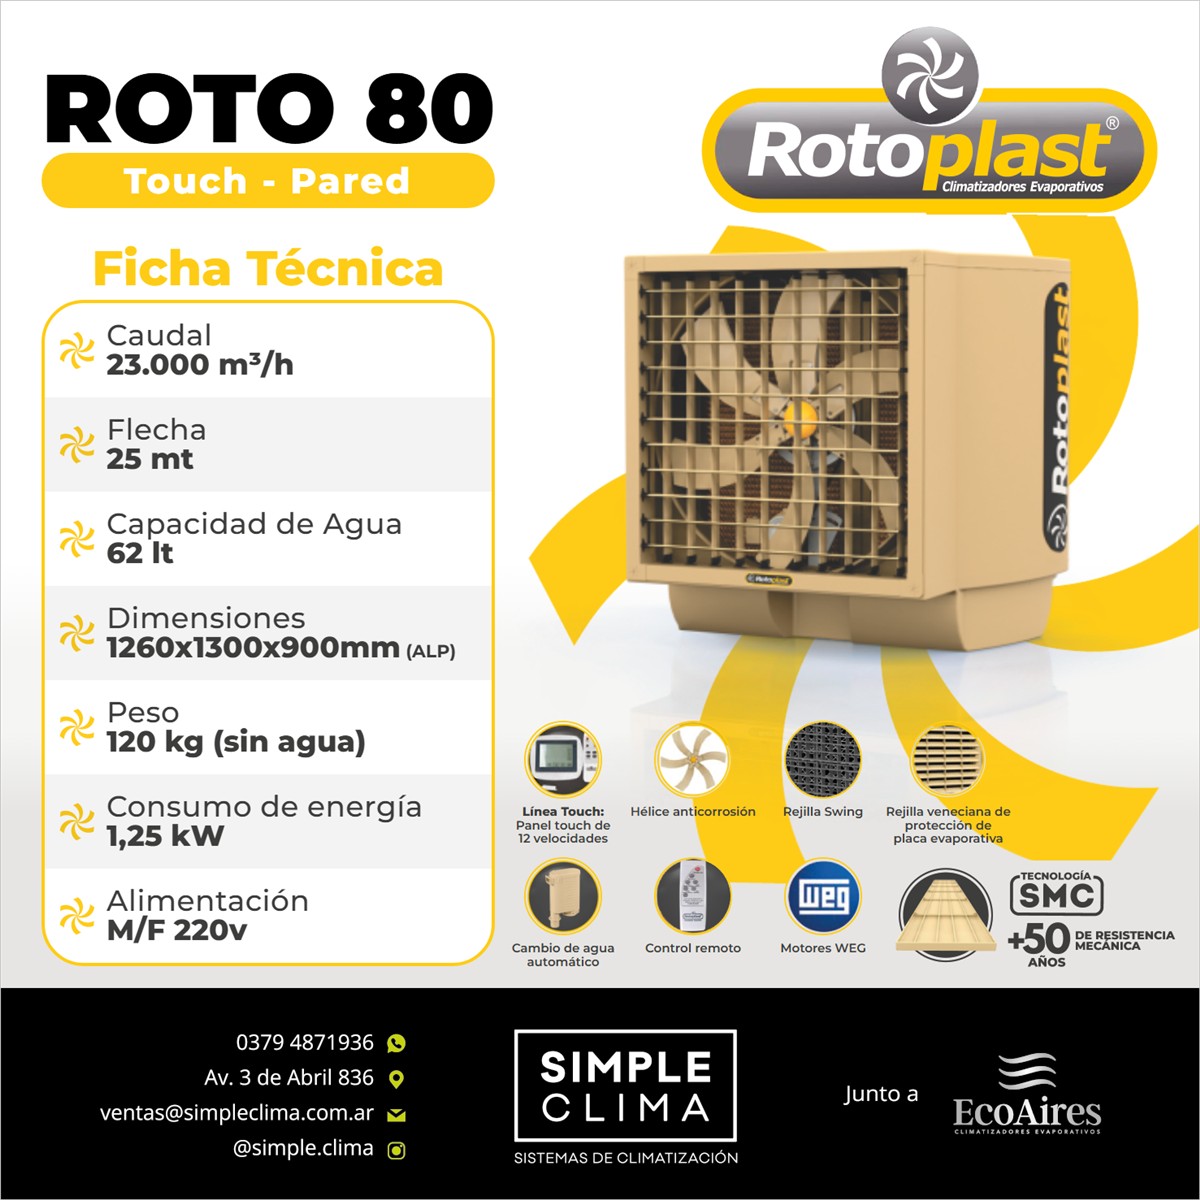 ROTO 80
Touch - Pared
Rotoplast®
Climatizadores Evaporativos
Ficha Técnica
Caudal
23.000 m³/h
Flecha
25 mt
Capacidad de Agua
62 lt
Dimensiones
1260x1300x900mm (ALP)
Peso
120 kg (sin agua)
Consumo de energía
1,25 kW
Alimentación
M/F 220v
Rotoplast
Rotoplast
Línea Touch:
Panel touch de
12 velocidades
Hélice anticorrosión
Rejilla Swing
Rejilla veneciana de
protección de
placa evaporativa
Cambio de agua
automático
Control remoto
WEG
Motores WEG
TECNOLOGÍA
SMC
+50
AÑOS
DE RESISTENCIA
MECÁNICA
0379 4871936
Av. 3 de Abril 836
ventas@simpleclima.com.ar
@simple.clima
SIMPLE
CLIMA
SISTEMAS DE CLIMATIZACIÓN
Junto a
EcoAires
CLIMATIZADORES EVAPORATIVOS